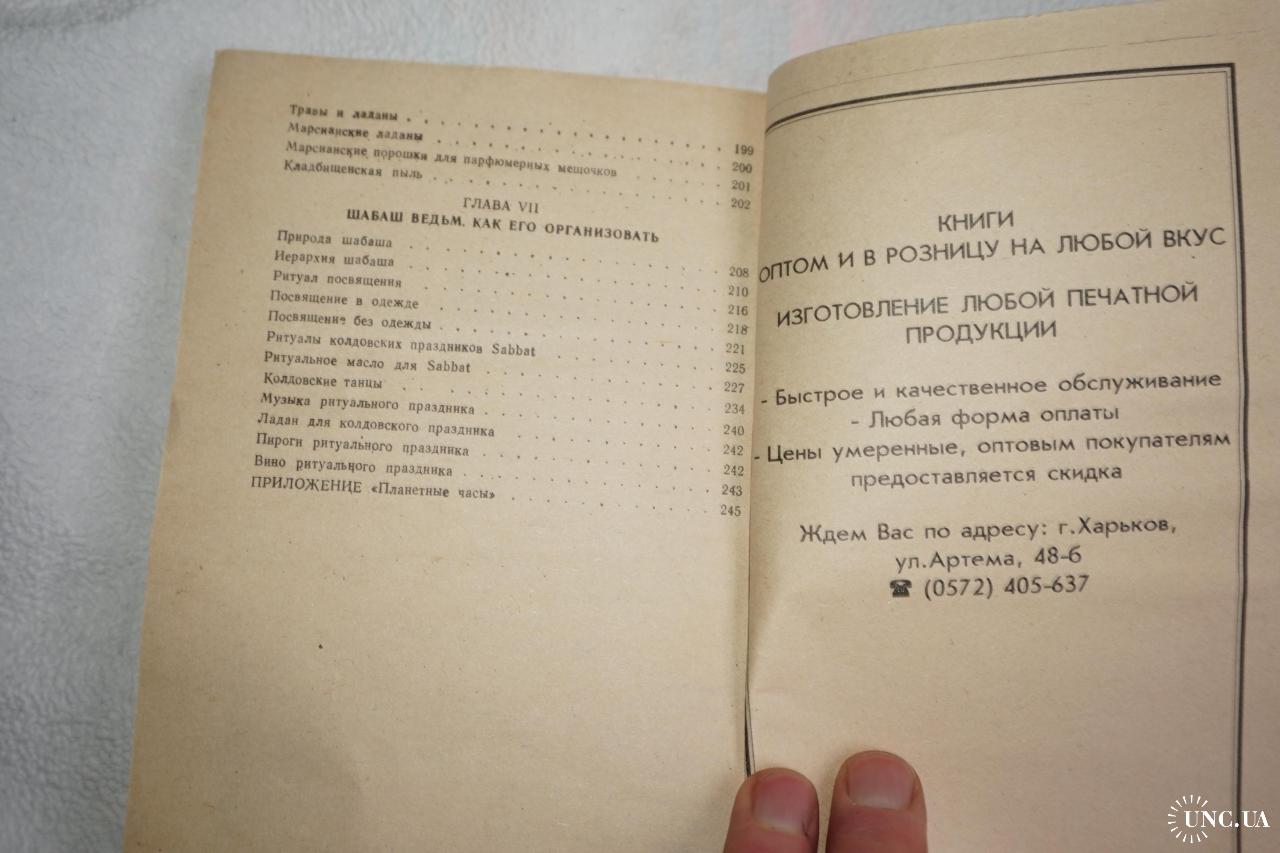 Травы и ладаны . . . . . . . . . . . . . . . 199
Марсианские ладаны . . . . . . . . . . . . . . . 200
Марсианские порошки для парфюмерных мешочков . . . . . 201
Кладбищенская пыль . . . . . . . . . . . . . . . 202
ГЛАВА VII
ШАБАШ ВЕДЬМ. КАК ЕГО ОРГАНИЗОВАТЬ
Природа шабаша . . . . . . . . . . . . . . . 208
Иерархия шабаша . . . . . . . . . . . . . . . 210
Ритуал посвящения . . . . . . . . . . . . . . . 216
Посвящение в одежде . . . . . . . . . . . . . . . 218
Посвящение без одежды . . . . . . . . . . . . . . . 221
Ритуалы колдовских праздников Sabbat . . . . . . . . . 225
Ритуальное масло для Sabbat . . . . . . . . . . . . 227
Колдовские танцы . . . . . . . . . . . . . . . 234
Музыка ритуального праздника . . . . . . . . . . . . 240
Ладан для колдовского праздника . . . . . . . . . . . 242
Пироги ритуального праздника . . . . . . . . . . . . 242
Вино ритуального праздника . . . . . . . . . . . . 243
ПРИЛОЖЕНИЕ «Планетные часы» . . . . . . . . . . . 245
КНИГИ
ОПТОМ И В РОЗНИЦУ НА ЛЮБОЙ ВКУС
ИЗГОТОВЛЕНИЕ ЛЮБОЙ ПЕЧАТНОЙ
ПРОДУКЦИИ
- Быстрое и качественное обслуживание
- Любая форма оплаты
- Цены умеренные, оптовым покупателям
предоставляется скидка
Ждем Вас по адресу: г.Харьков,
ул.Артема, 48-б
☎ (0572) 405-637
UNC.UA